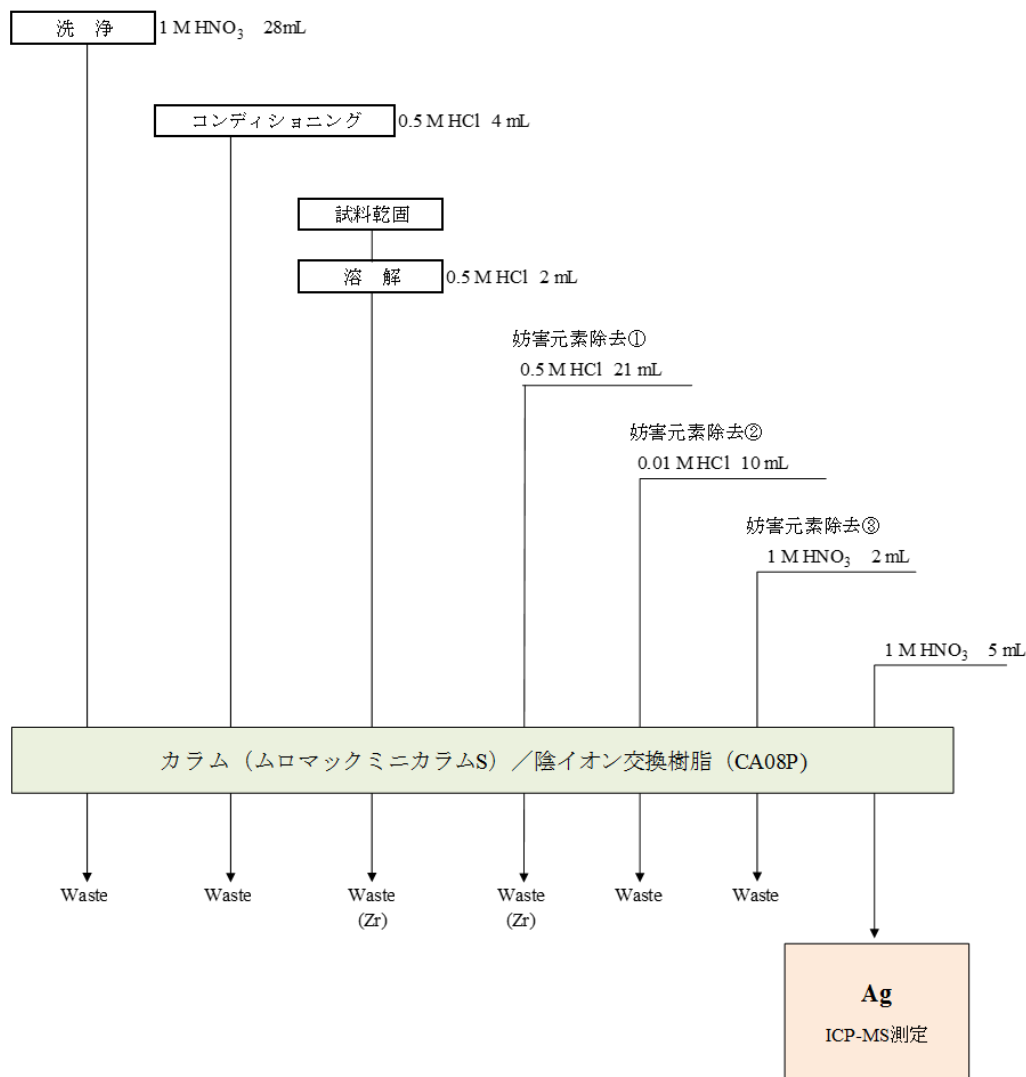 洗　浄
1 M HNO3　28mL
コンディショニング
0.5 M HCl 4 mL
試料乾固
溶　解
0.5 M HCl 2 mL
妨害元素除去①
0.5 M HCl 21 mL
妨害元素除去②
0.01 M HCl 10 mL
妨害元素除去③
1 M HNO3　2 mL
1 M HNO3　5 mL
カラム（ムロマックミニカラムS）／陰イオン交換樹脂（CA08P)
Waste
Waste
Waste
(Zr)
Waste
(Zr)
Waste
Waste
Ag
ICP-MS測定